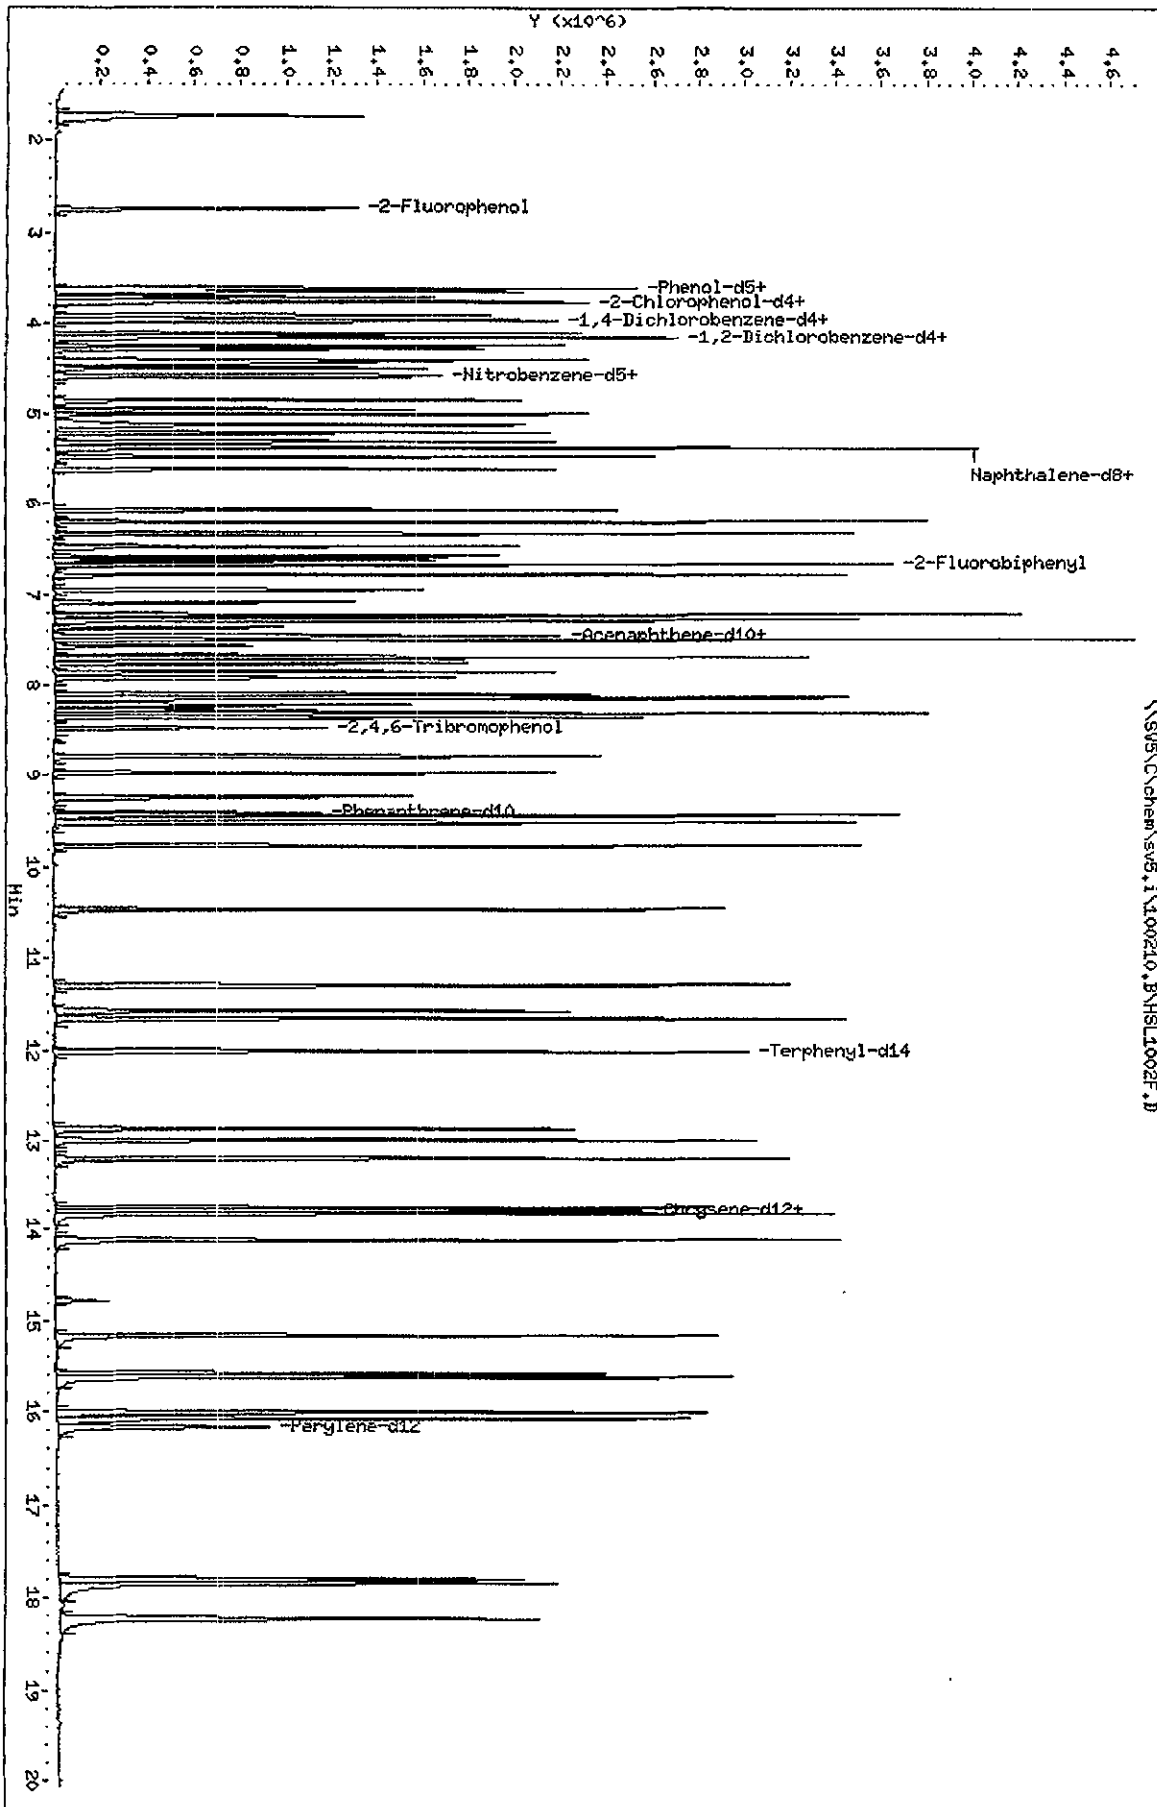 \\SV5\C\chem\sv5.i\100210.B\HSL1002F.D
Y (x10^6)
0.2
0.4
0.6
0.8
1.0
1.2
1.4
1.6
1.8
2.0
2.2
2.4
2.6
2.8
3.0
3.2
3.4
3.6
3.8
4.0
4.2
4.4
4.6
-2-Fluorophenol
-Phenol-d5+
-2-Chlorophenol-d4+
-1,4-Dichlorobenzene-d4+
-1,2-Dichlorobenzene-d4+
-Nitrobenzene-d5+
Naphthalene-d8+
-2-Fluorobiphenyl
-Acenaphthene-d10+
-2,4,6-Tribromophenol
-Phenanthrene-d10
-Terphenyl-d14
-Chrysene-d12+
-Perylene-d12
2
3
4
5
6
7
8
9
10
11
12
13
14
15
16
17
18
19
20
Min